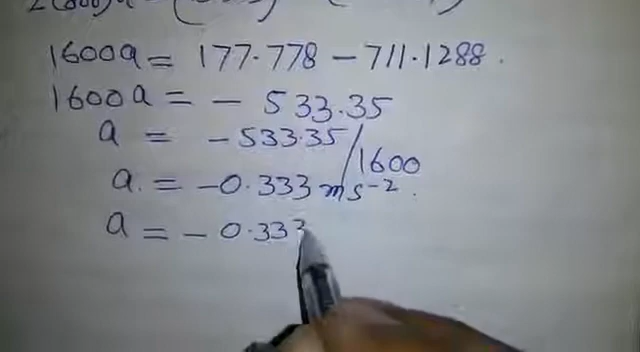 1600a = 177.778 - 711.1288.
1600a = - 533.35
a = -533.35/1600
a. = -0.333 ms⁻².
a = - 0.333